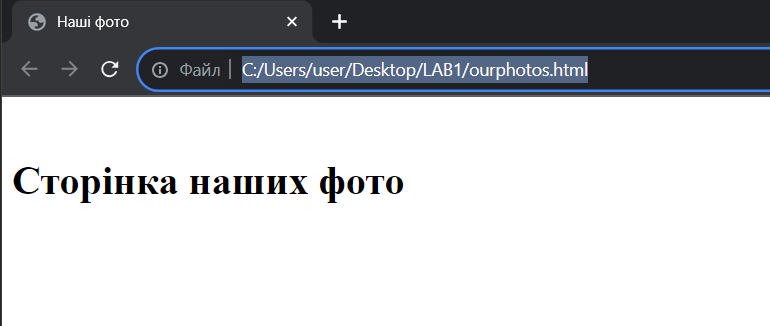 Наші фото
Файл | C:/Users/user/Desktop/LAB1/ourphotos.html
Сторінка наших фото